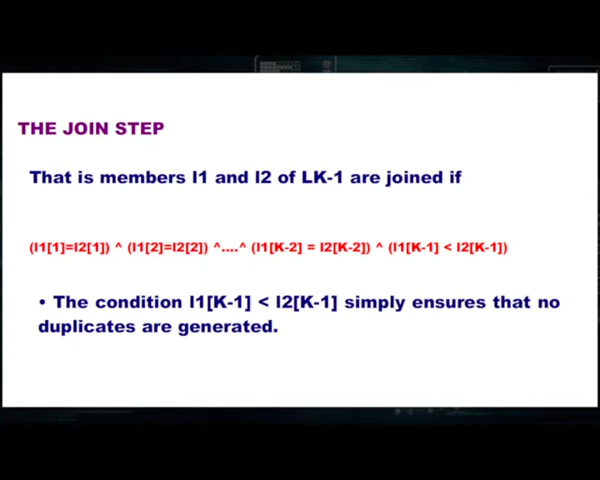 THE JOIN STEP
That is members l1 and l2 of LK-1 are joined if
(l1[1]=l2[1]) ^ (l1[2]=l2[2]) ^....^ (l1[K-2] = l2[K-2]) ^ (l1[K-1] < l2[K-1])
• The condition l1[K-1] < l2[K-1] simply ensures that no
duplicates are generated.